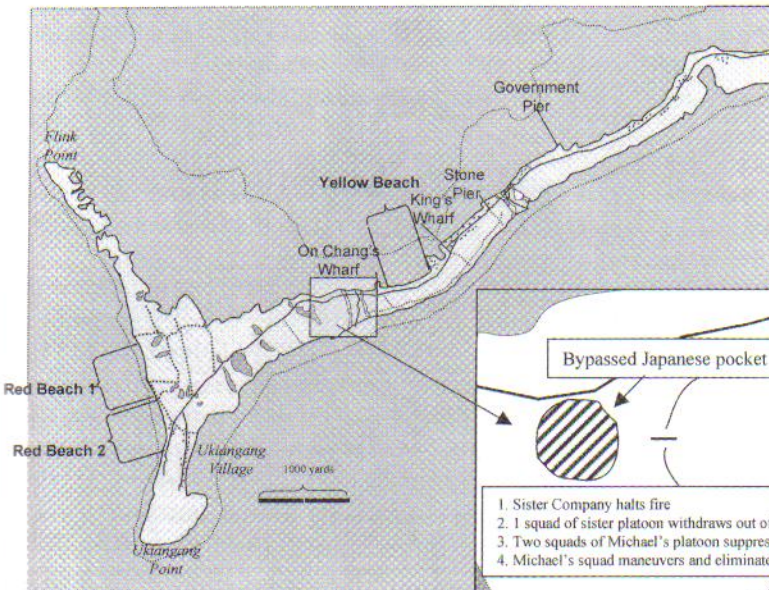 Government
Pier
Flink
Point
Yellow Beach
Stone
Pier
King's
Wharf
On Chang's
Wharf
Bypassed Japanese pocket
Red Beach 1
Red Beach 2
Ukiangang
Village
1000 yards
Ukiangang
Point
1. Sister Company halts fire
2. 1 squad of sister platoon withdraws out of
3. Two squads of Michael's platoon suppres
4. Michael's squad maneuvers and eliminate